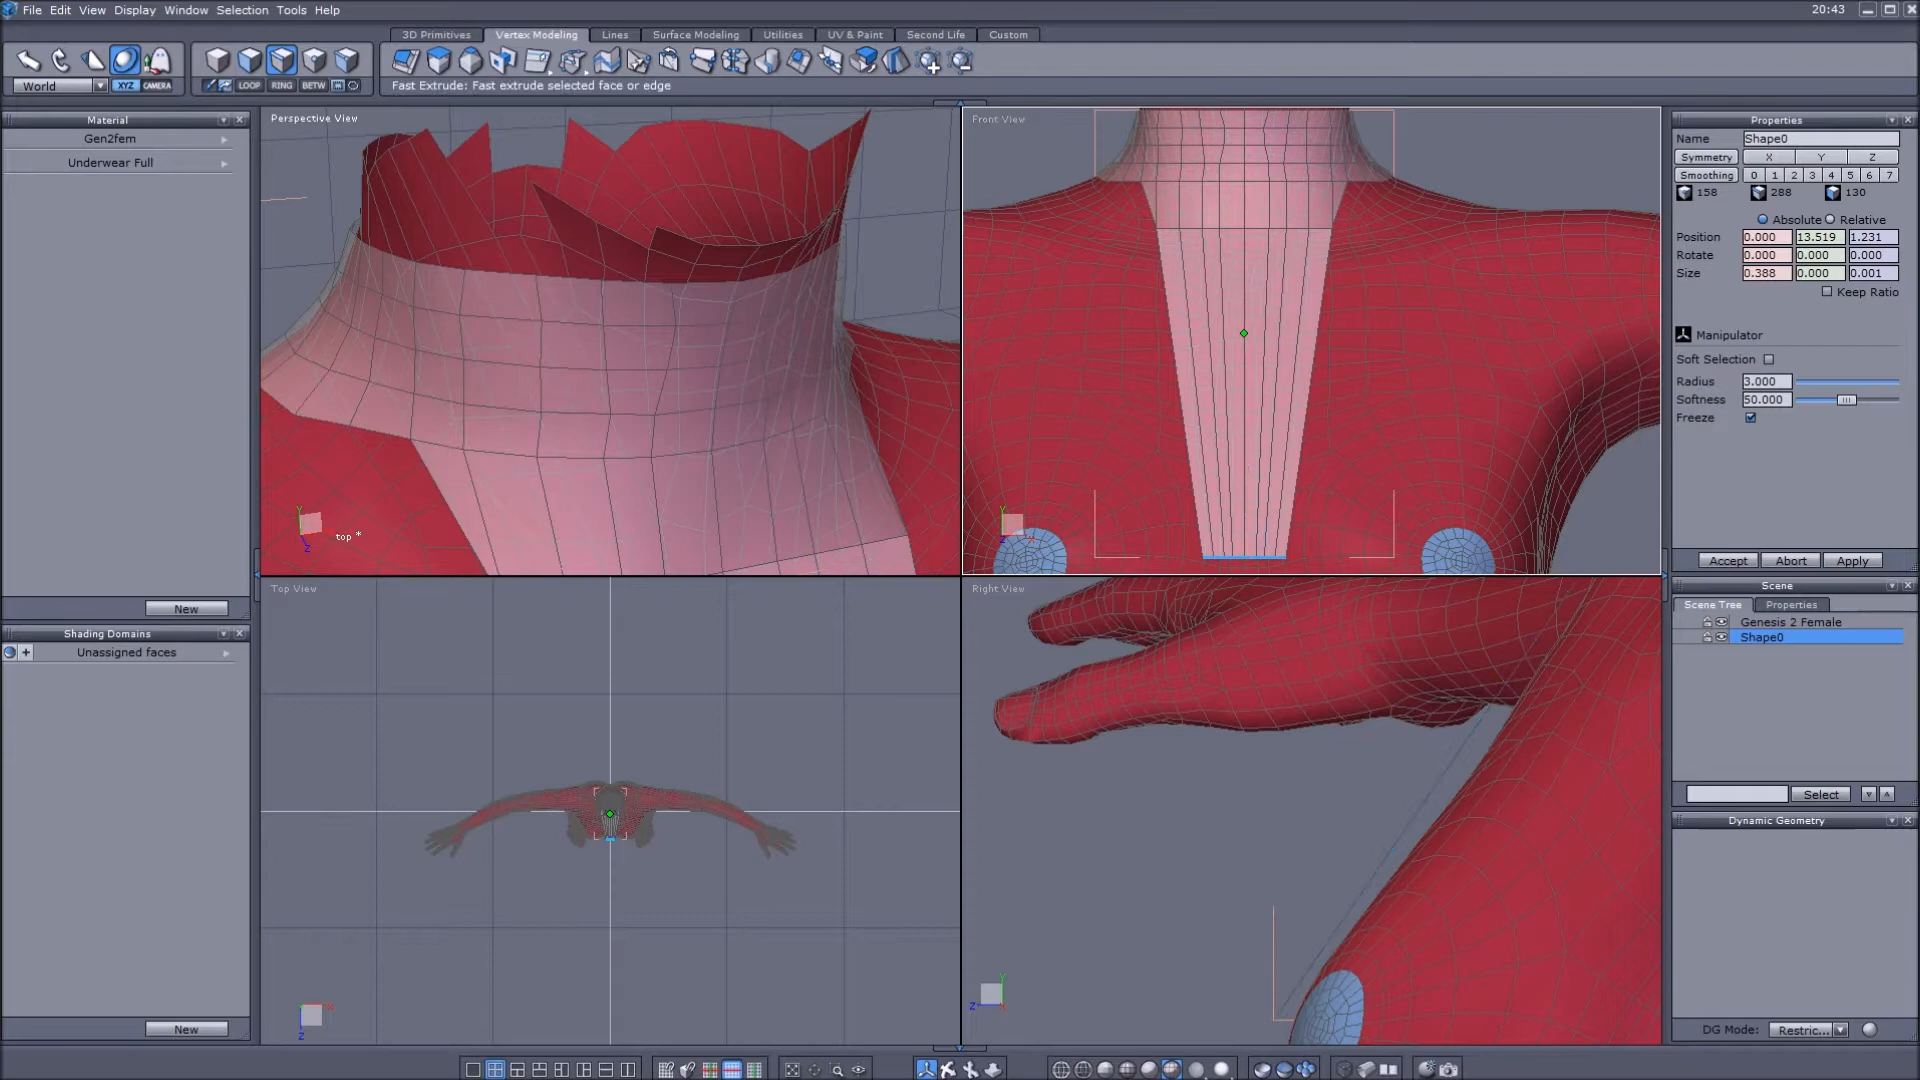 File Edit View Display Window Selection Tools Help
20:43
3D Primitives Vertex Modeling Lines Surface Modeling Utilities UV & Paint Second Life Custom
World XYZ CAMERA LOOP RING BETW
Fast Extrude: Fast extrude selected face or edge
Material
Gen2fem
Underwear Full
New
Shading Domains
Unassigned faces
New
Perspective View
Y
Z
top *
Front View
Y
Z X
Top View
X
Z
Right View
Y
Z X
Properties
Name Shape0
Symmetry X Y Z
Smoothing 0 1 2 3 4 5 6 7
158 288 130
Absolute Relative
Position 0.000 13.519 1.231
Rotate 0.000 0.000 0.000
Size 0.388 0.000 0.001
Keep Ratio
Manipulator
Soft Selection
Radius 3.000
Softness 50.000
Freeze
Accept Abort Apply
Scene
Scene Tree Properties
Genesis 2 Female
Shape0
Select
Dynamic Geometry
DG Mode: Restric...